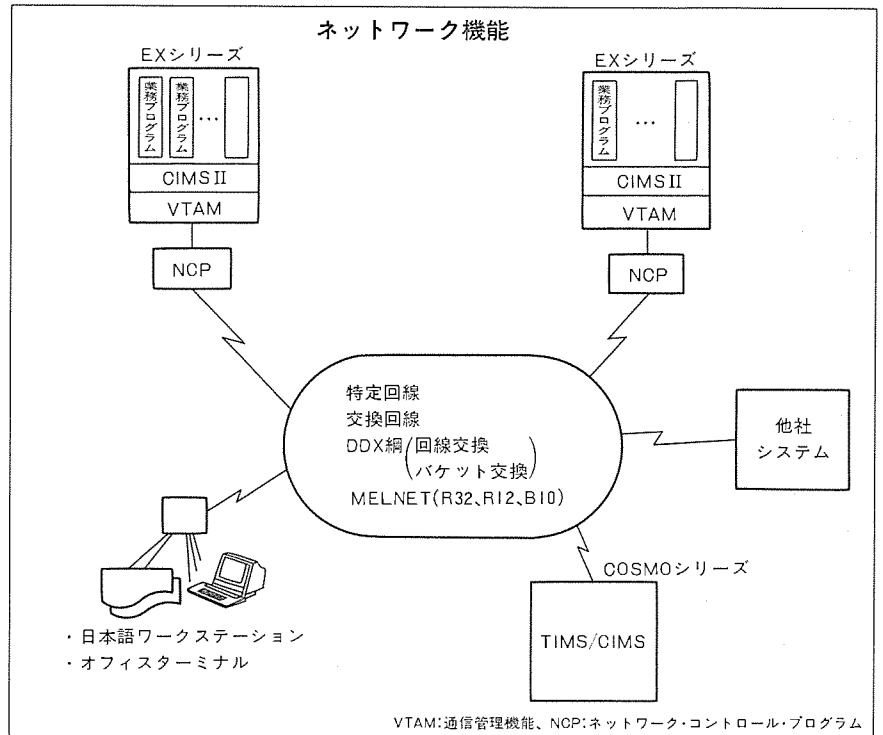 ネットワーク機能
EXシリーズ
業務プログラム
業務プログラム
...
CIMSII
VTAM
NCP
EXシリーズ
業務プログラム
...
CIMSII
VTAM
NCP
特定回線
交換回線
DDX綱(回線交換
パケット交換)
MELNET(R32、R12、B10)
他社
システム
・日本語ワークステーション
・オフィスターミナル
COSMOシリーズ
TIMS/CIMS
VTAM:通信管理機能、NCP:ネットワーク・コントロール・プログラム